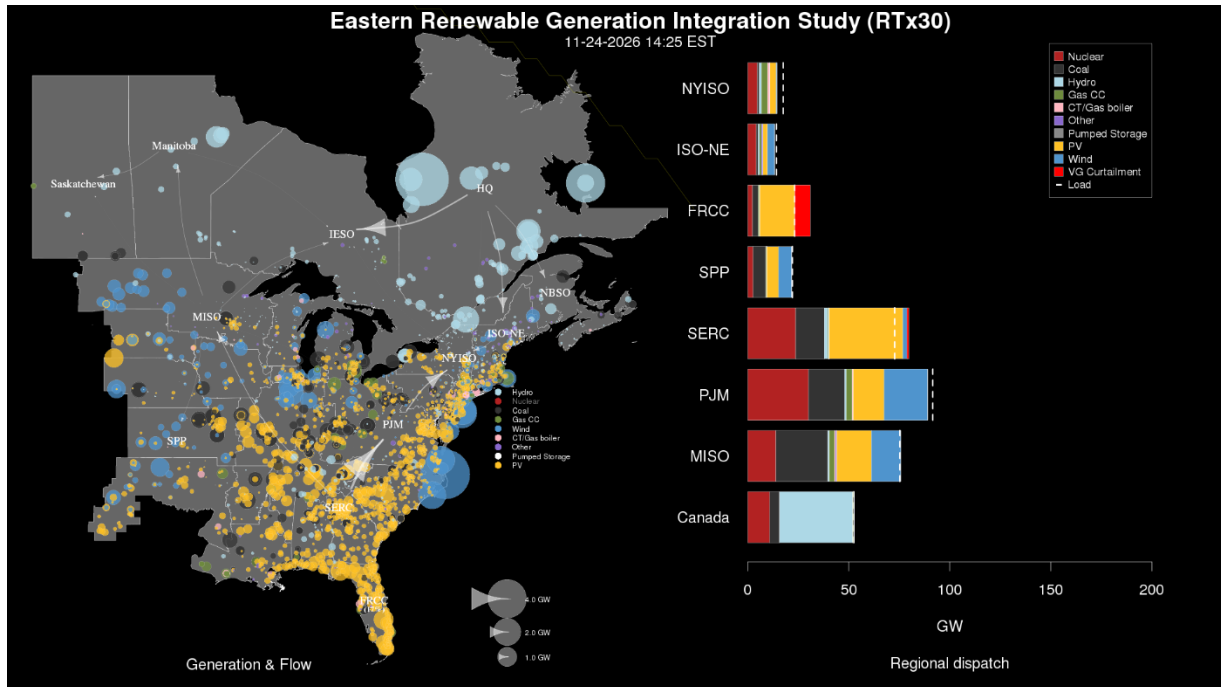 Eastern Renewable Generation Integration Study (RTx30)
11-24-2026 14:25 EST
Manitoba
Saskatchewan
HQ
IESO
NBSO
MISO
ISO-NE
NYISO
SPP
PJM
SERC
FRCC
Hydro
Nuclear
Coal
Gas CC
Wind
CT/Gas boiler
Other
Pumped Storage
PV
4.0 GW
2.0 GW
1.0 GW
Generation & Flow
Nuclear
Coal
Hydro
Gas CC
CT/Gas boiler
Other
Pumped Storage
PV
Wind
VG Curtailment
Load
NYISO
ISO-NE
FRCC
SPP
SERC
PJM
MISO
Canada
0 50 100 150 200
GW
Regional dispatch